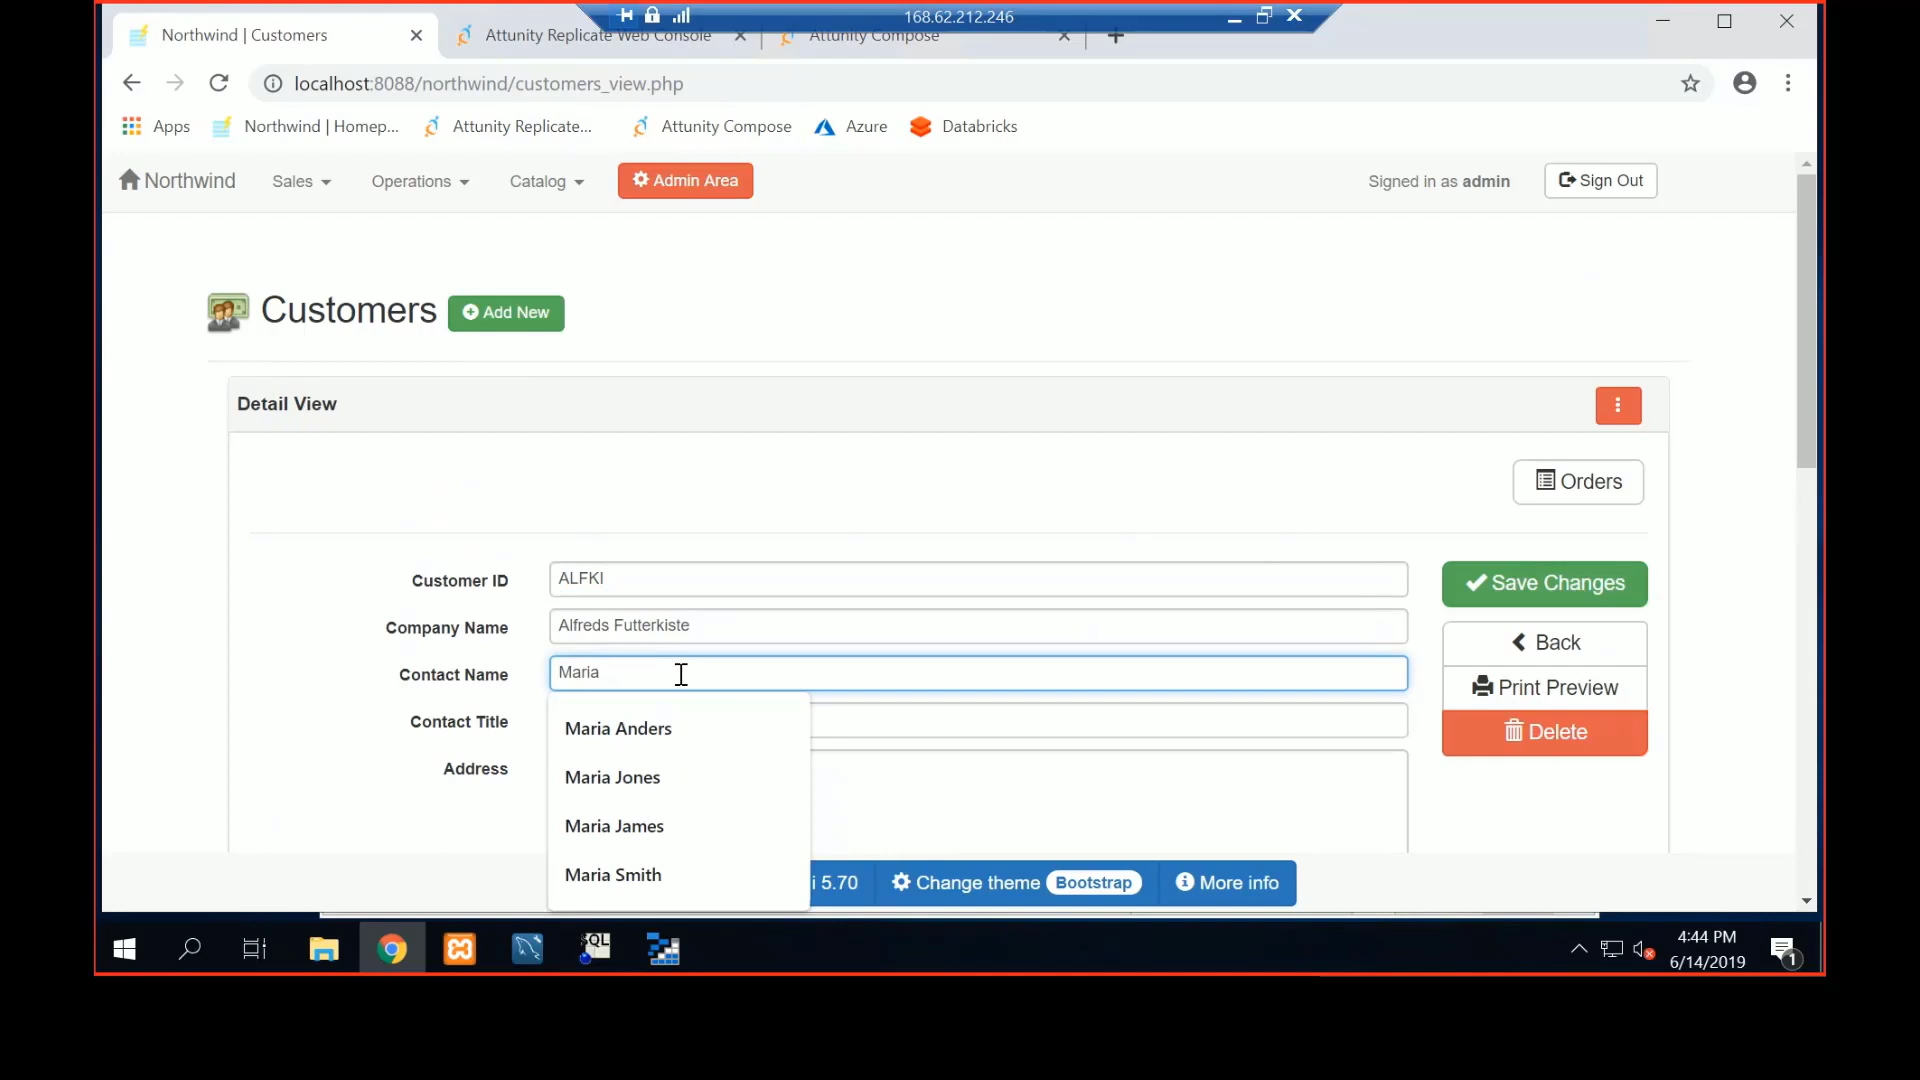 168.62.212.246
Northwind | Customers
Attunity Replicate Web Console
Attunity Compose
localhost:8088/northwind/customers_view.php
Apps
Northwind | Homep...
Attunity Replicate...
Attunity Compose
Azure
Databricks
Northwind
Sales
Operations
Catalog
Admin Area
Signed in as admin
Sign Out
Customers
Add New
Detail View
Orders
Customer ID
ALFKI
Save Changes
Company Name
Alfreds Futterkiste
Back
Contact Name
Maria
Print Preview
Contact Title
Delete
Address
Maria Anders
Maria Jones
Maria James
Maria Smith
i 5.70
Change theme Bootstrap
More info
SQL
4:44 PM
6/14/2019
1